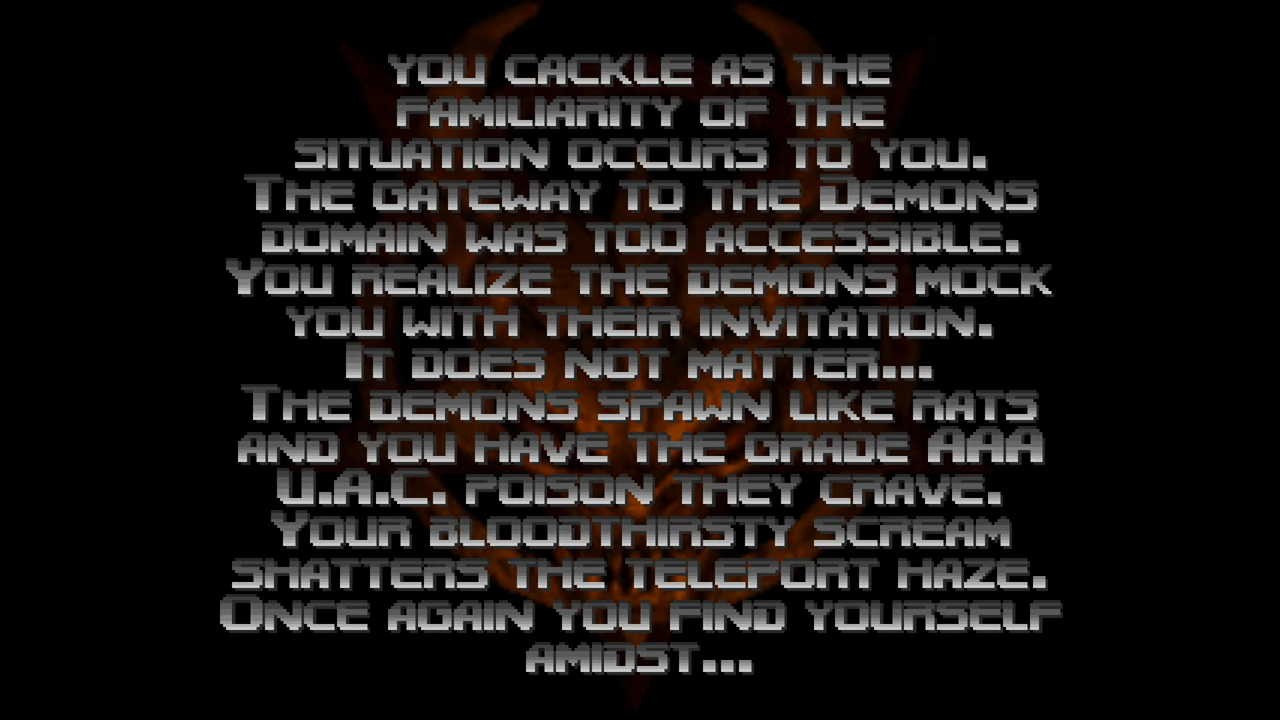 you cackle as the
familiarity of the
situation occurs to you.
The gateway to the Demons
domain was too accessible.
You realize the demons mock
you with their invitation.
It does not matter...
The demons spawn like rats
and you have the grade AAA
U.A.C. poison they crave.
Your bloodthirsty scream
shatters the teleport haze.
Once again you find yourself
amidst...